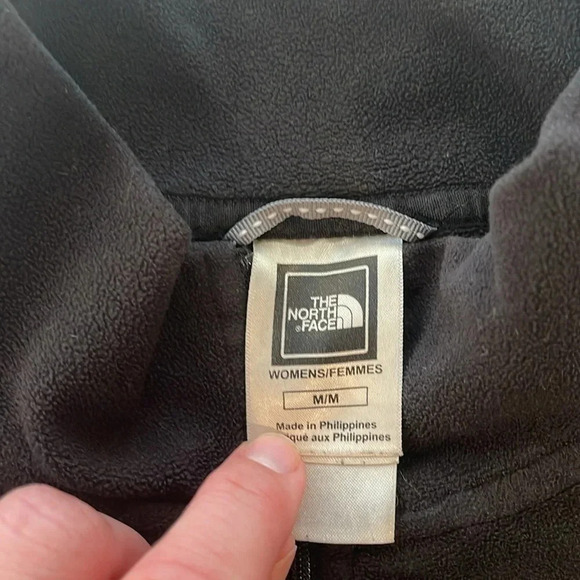 THE
NORTH
®FACE
WOMENS/FEMMES
M/M
Made in Philippines
aux Philippines